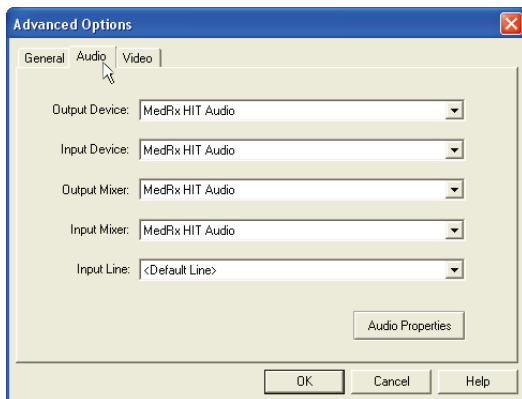 Advanced Options
General Audio Video
Output Device: MedRx HIT Audio
Input Device: MedRx HIT Audio
Output Mixer: MedRx HIT Audio
Input Mixer: MedRx HIT Audio
Input Line: <Default Line>
Audio Properties
OK Cancel Help